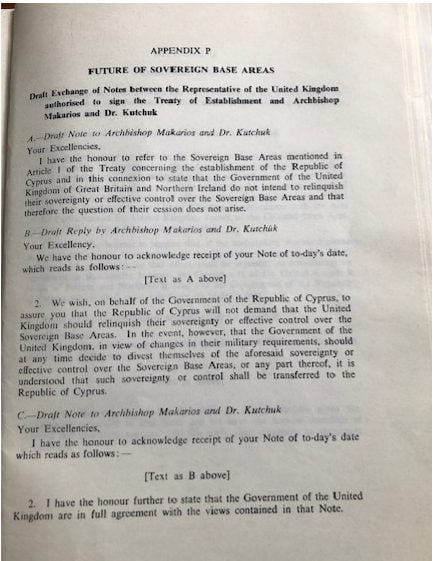 APPENDIX P
FUTURE OF SOVEREIGN BASE AREAS
Draft Exchange of Notes between the Representative of the United Kingdom
authorised to sign the Treaty of Establishment and Archbishop
Makarios and Dr. Kutchuk
A.—Draft Note to Archbishop Makarios and Dr. Kutchuk
Your Excellencies,
I have the honour to refer to the Sovereign Base Areas mentioned in
Article 1 of the Treaty concerning the establishment of the Republic of
Cyprus and in this connexion to state that the Government of the United
Kingdom of Great Britain and Northern Ireland do not intend to relinquish
their sovereignty or effective control over the Sovereign Base Areas and that
therefore the question of their cession does not arise.
B.—Draft Reply by Archbishop Makarios and Dr. Kutchuk
Your Excellency,
We have the honour to acknowledge receipt of your Note of to-day's date,
which reads as follows:—
[Text as A above]
2. We wish, on behalf of the Government of the Republic of Cyprus, to
assure you that the Republic of Cyprus will not demand that the United
Kingdom should relinquish their sovereignty or effective control over the
Sovereign Base Areas. In the event, however, that the Government of the
United Kingdom, in view of changes in their military requirements, should
at any time decide to divest themselves of the aforesaid sovereignty or
effective control over the Sovereign Base Areas, or any part thereof, it is
understood that such sovereignty or control shall be transferred to the
Republic of Cyprus.
C.—Draft Note to Archbishop Makarios and Dr. Kutchuk
Your Excellencies,
I have the honour to acknowledge receipt of your Note of to-day's date
which reads as follows:—
[Text as B above]
2. I have the honour further to state that the Government of the United
Kingdom are in full agreement with the views contained in that Note.